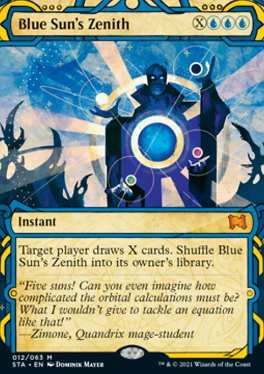 Blue Sun's Zenith X
Instant
Target player draws X cards. Shuffle Blue
Sun's Zenith into its owner's library.
“Five suns! Can you even imagine how
complicated the orbital calculations must be?
What I wouldn't give to tackle an equation
like that!”
—Zimone, Quandrix mage-student
012/063 M
STA • EN DOMINIK MAYER
™ & © 2021 Wizards of the Coast